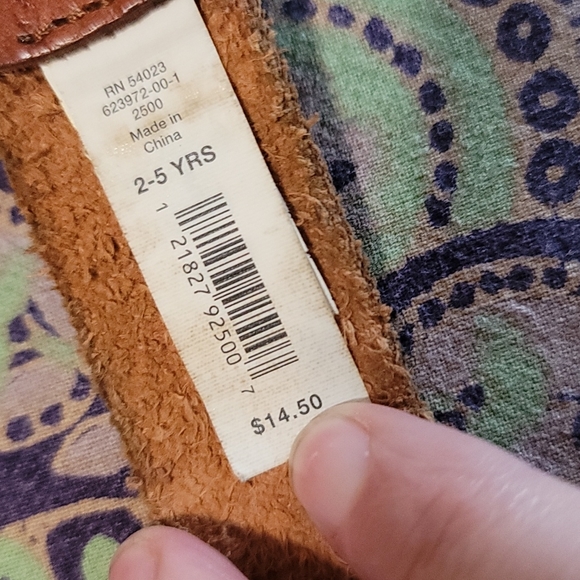 RN 54023
623972-00-1
2500
Made in
China
2-5 YRS
1 21827 92500 7
$14.50